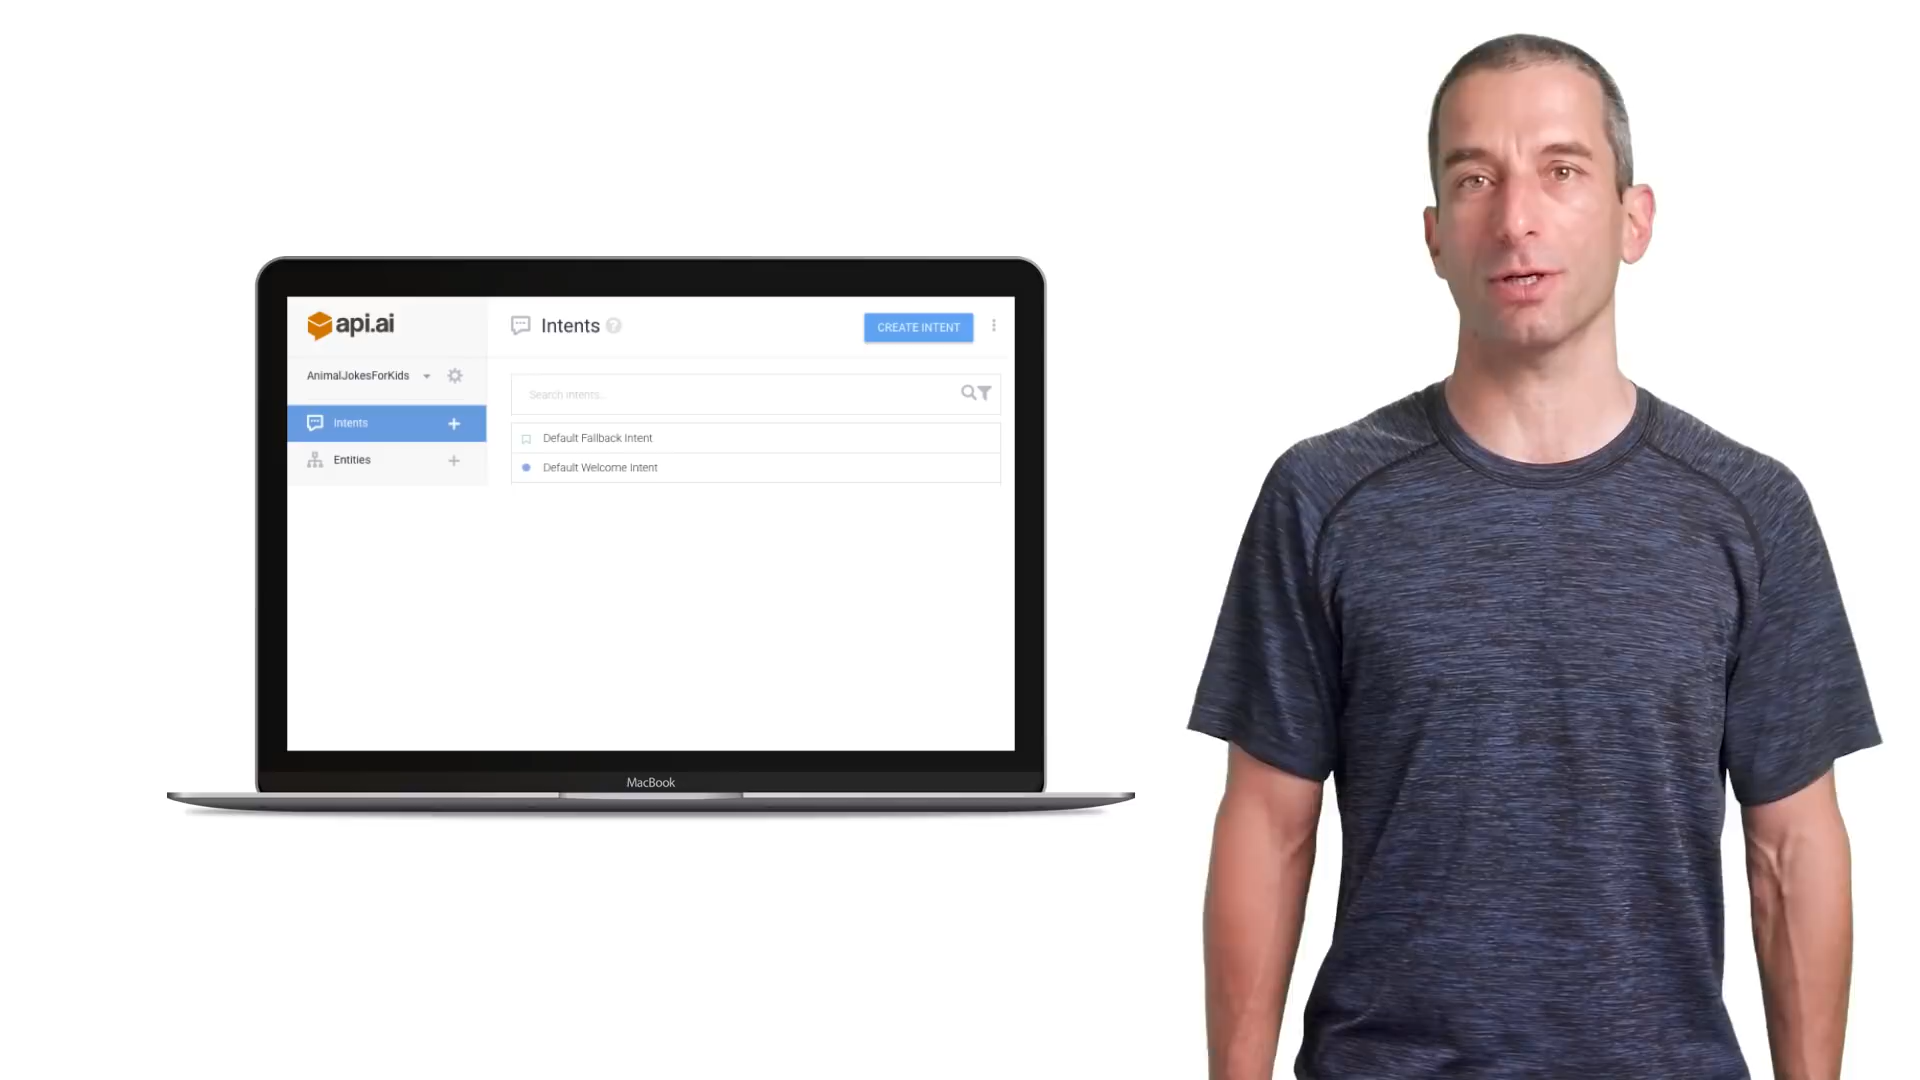 api.ai
Intents
CREATE INTENT
AnimalJokesForKids
Search intents...
Intents
Default Fallback Intent
Entities
Default Welcome Intent
MacBook